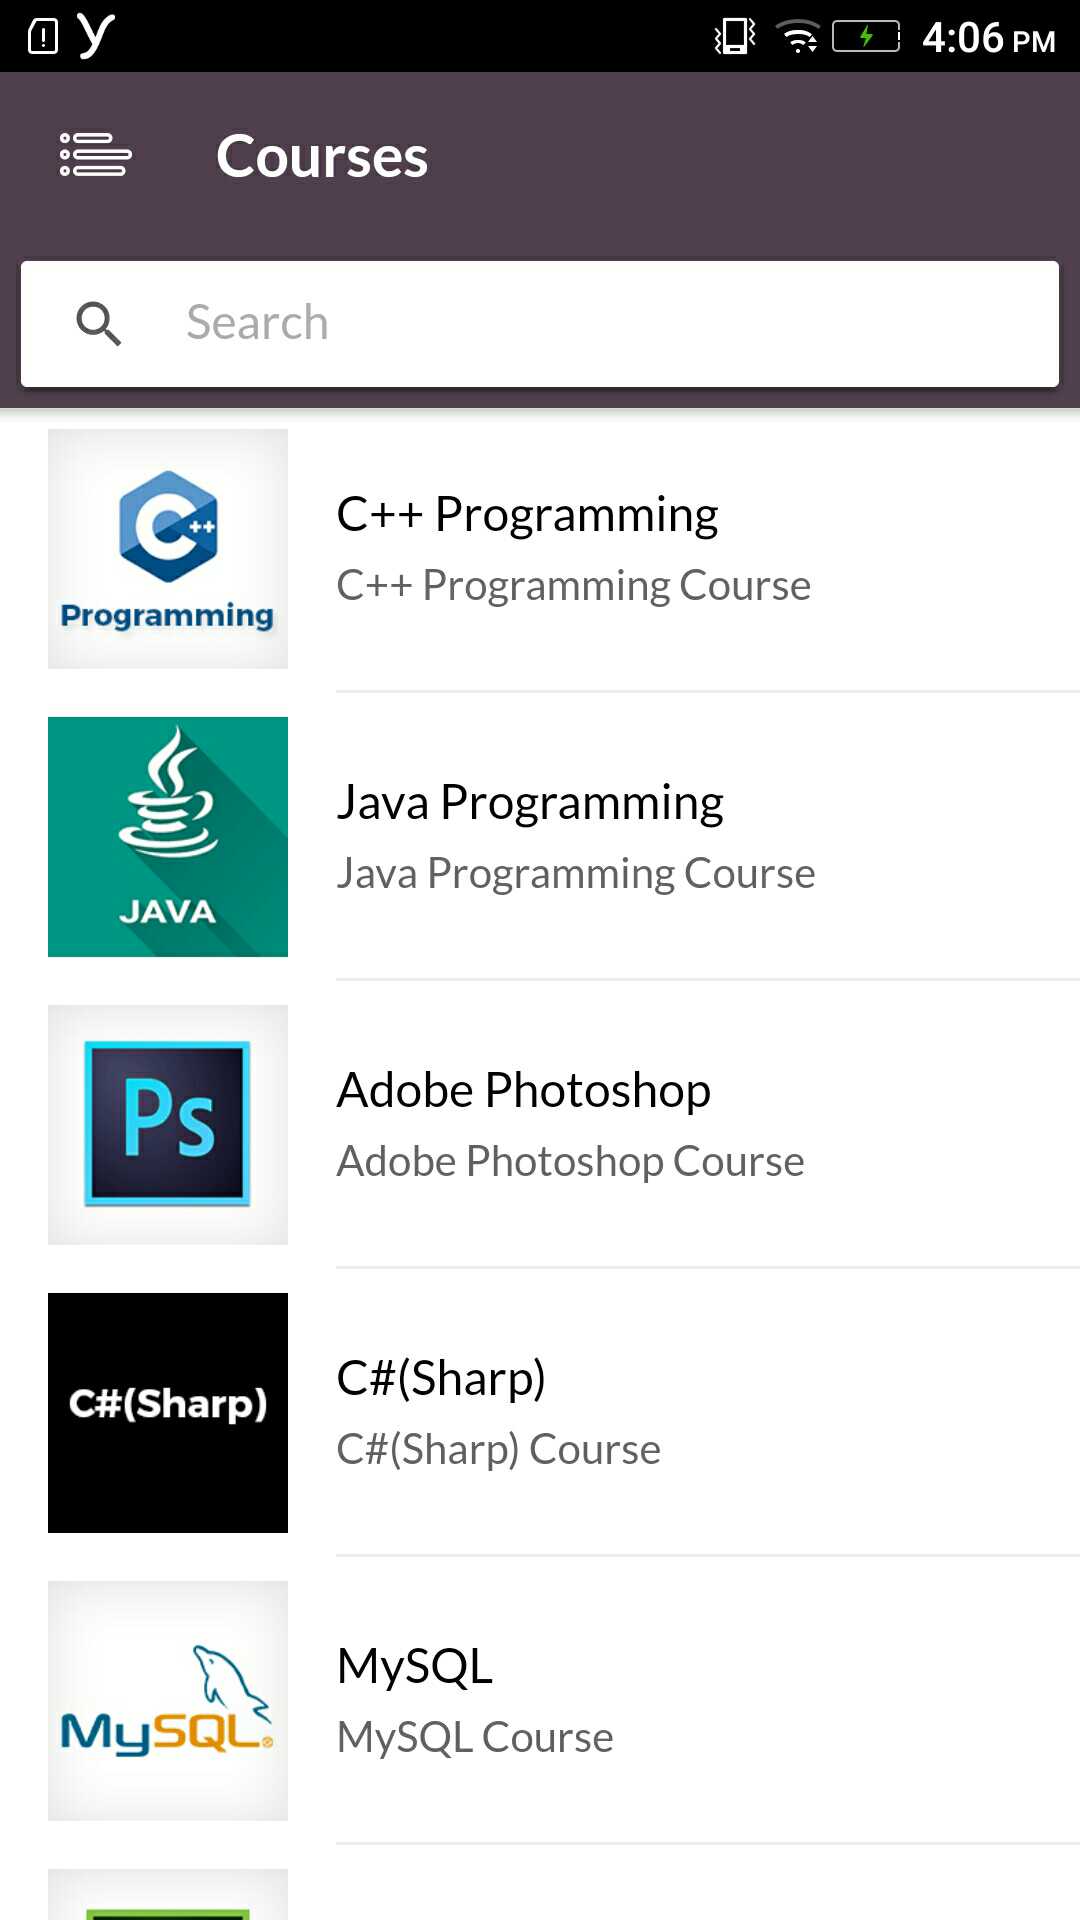 4:06 PM
Courses
Search
C++
Programming
C++ Programming
C++ Programming Course
JAVA
Java Programming
Java Programming Course
Ps
Adobe Photoshop
Adobe Photoshop Course
C#(Sharp)
C#(Sharp)
C#(Sharp) Course
MySQL®
MySQL
MySQL Course